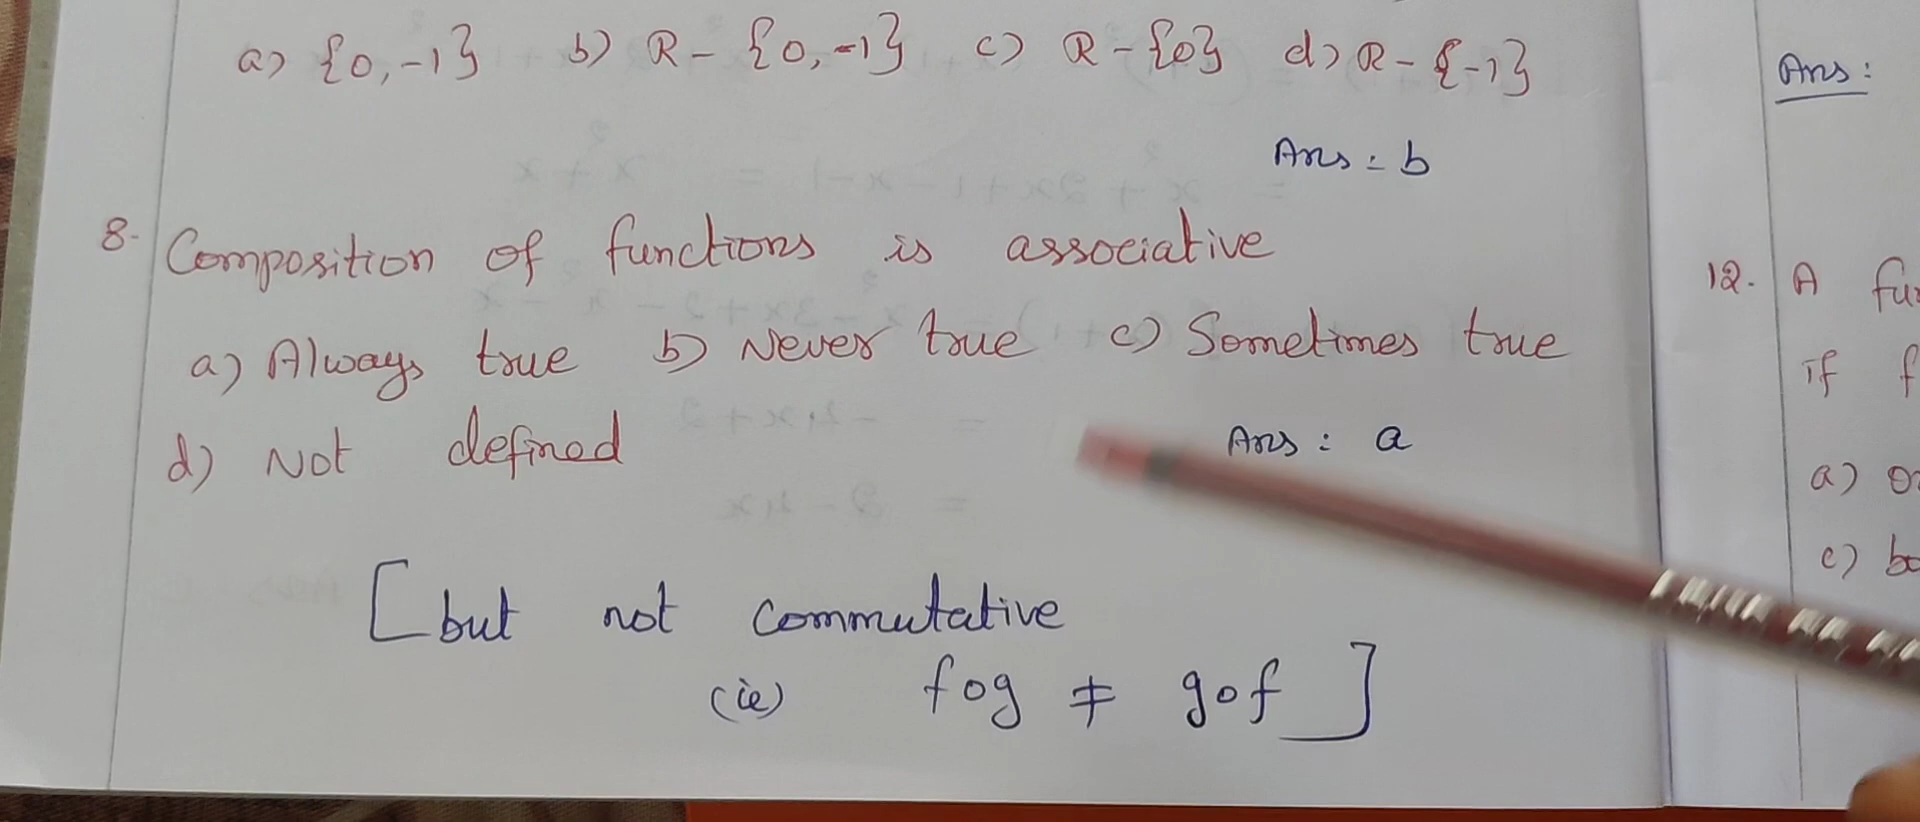 a) {0, -1} b) R - {0, -1} c) R - {0} d) R - {-1}
Ans : b
8. Composition of functions is associative
a) Always true b) Never true c) Sometimes true
d) Not defined
Ans : a
[but not commutative
(ie) fog ≠ gof]
Ans :
12. A
if f
a)
c)